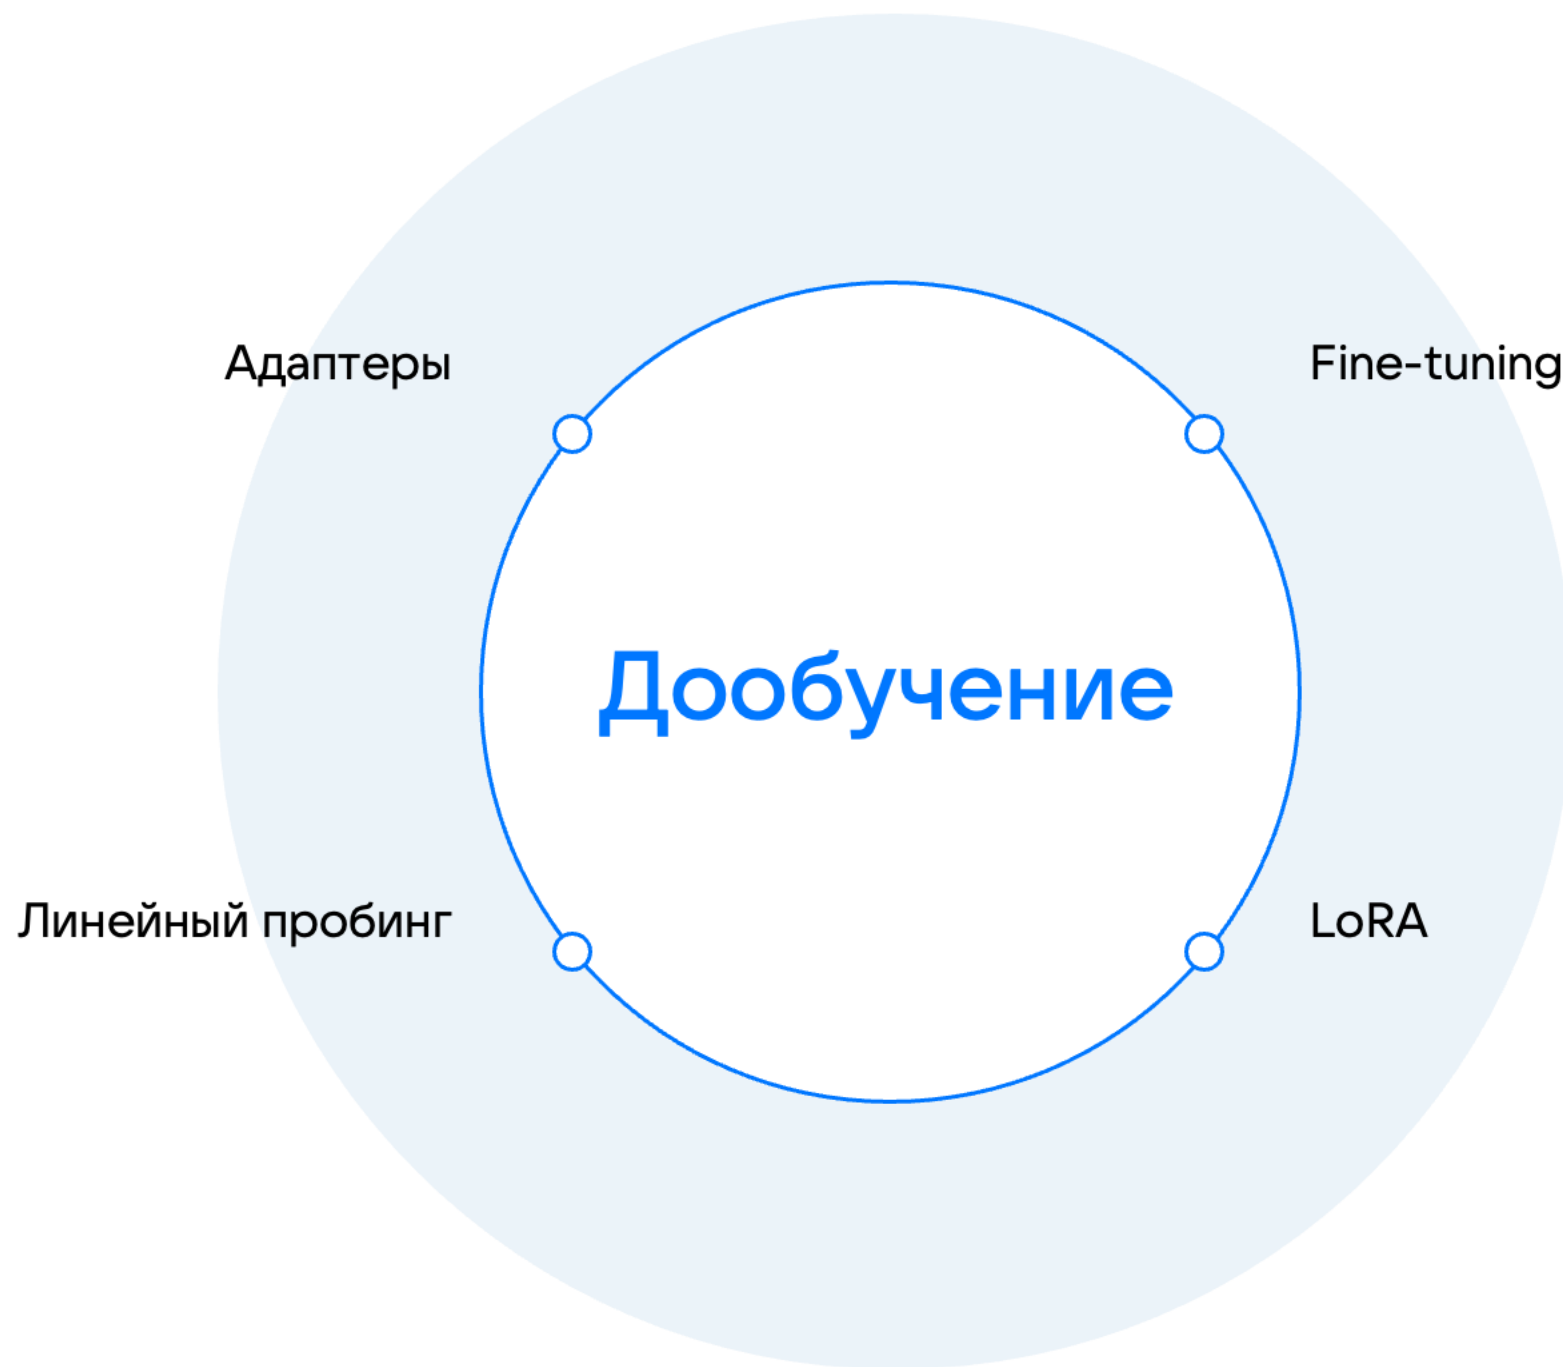 Адаптеры
Fine-tuning
Дообучение
Линейный пробинг
LoRA